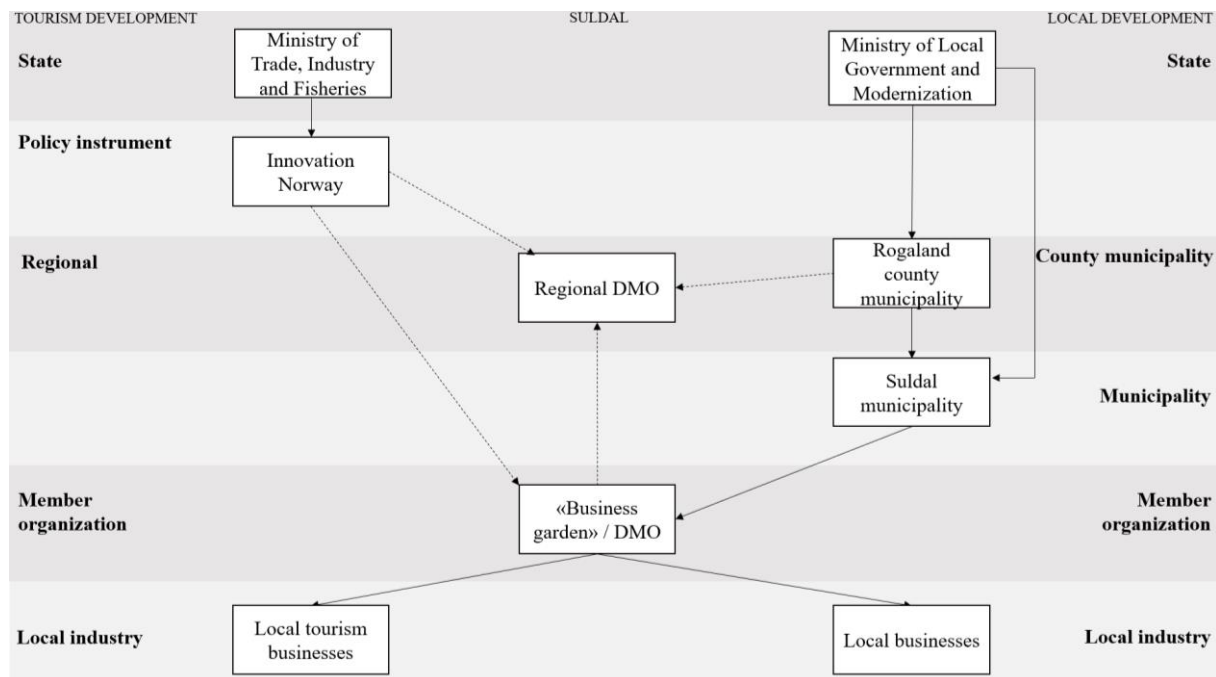 TOURISM DEVELOPMENT
SULDAL
LOCAL DEVELOPMENT
State
Ministry of
Trade, Industry
and Fisheries
Ministry of Local
Government and
Modernization
State
Policy instrument
Innovation
Norway
Regional
Regional DMO
Rogaland
county
municipality
County municipality
Suldal
municipality
Municipality
Member
organization
«Business
garden» / DMO
Member
organization
Local industry
Local tourism
businesses
Local businesses
Local industry